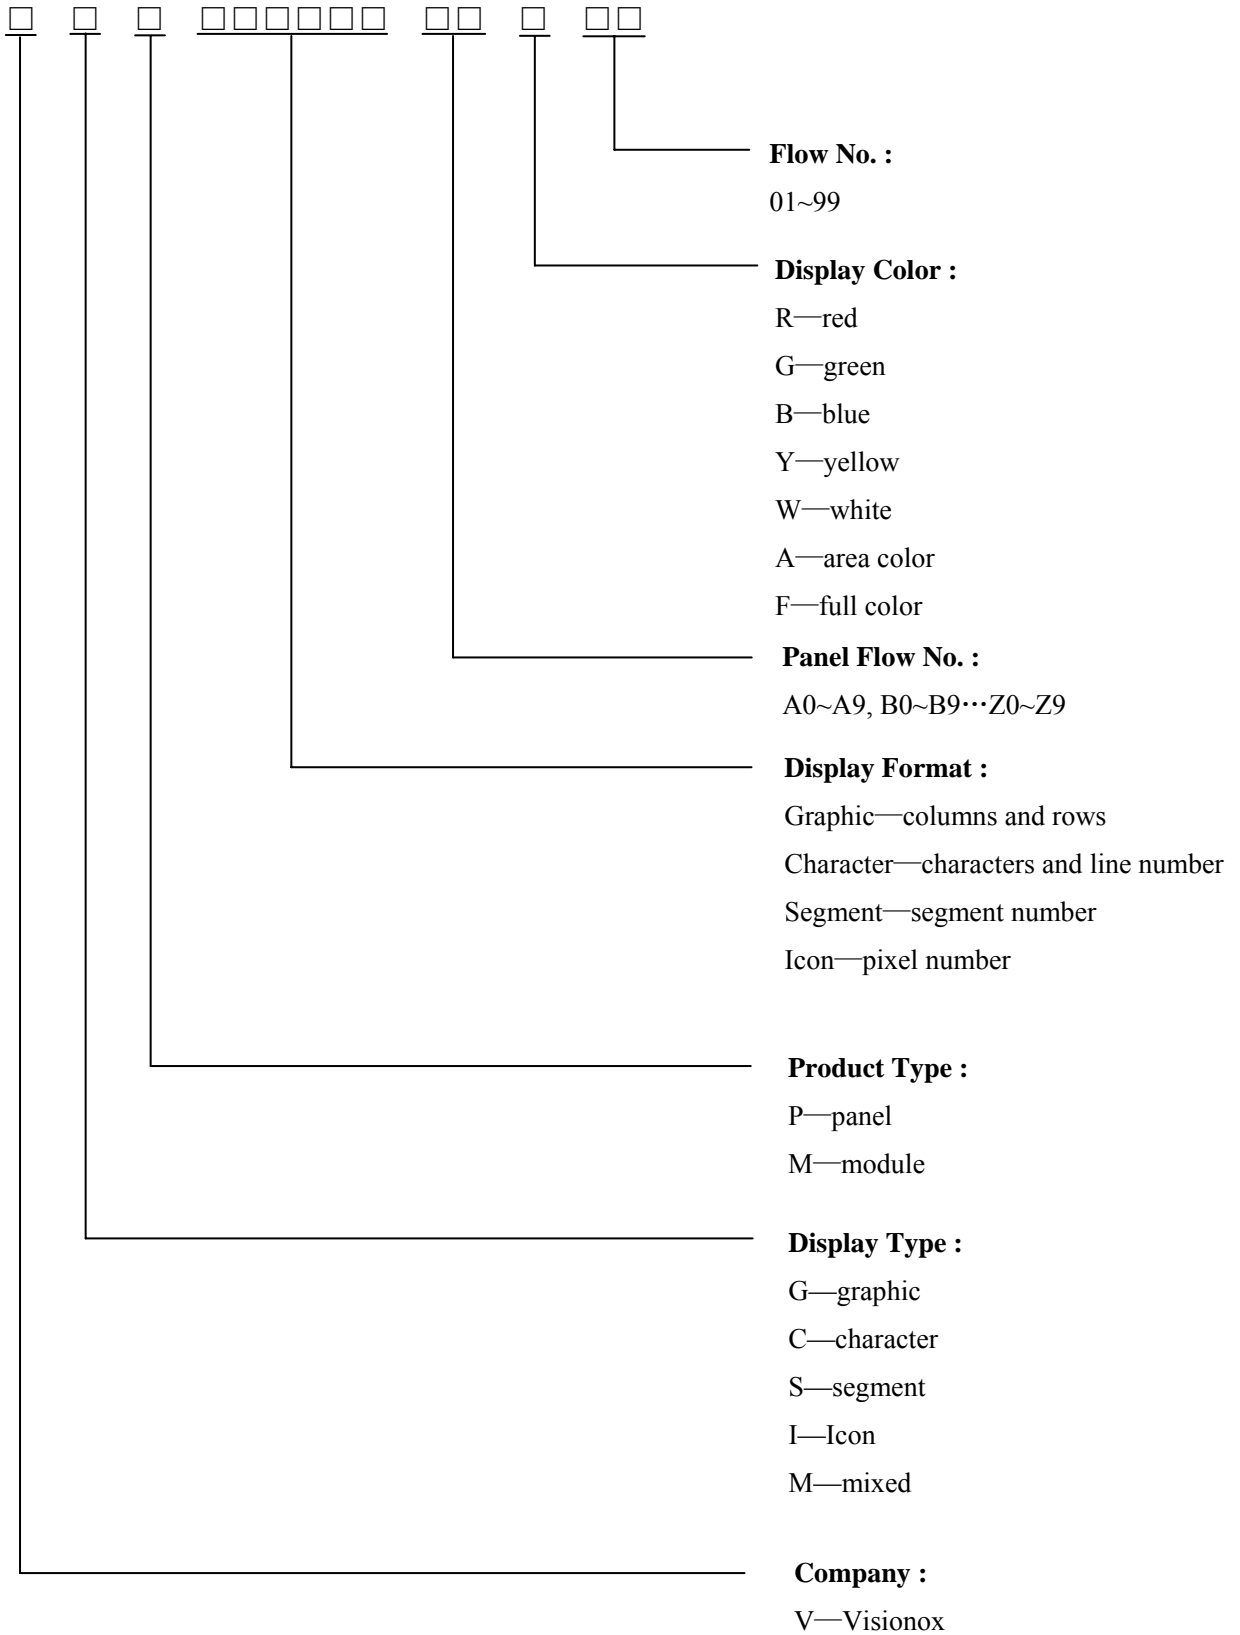 □ □ □ □□□□□□ □□ □ □□
Flow No. :
01~99
Display Color :
R—red
G—green
B—blue
Y—yellow
W—white
A—area color
F—full color
Panel Flow No. :
A0~A9, B0~B9⋯Z0~Z9
Display Format :
Graphic—columns and rows
Character—characters and line number
Segment—segment number
Icon—pixel number
Product Type :
P—panel
M—module
Display Type :
G—graphic
C—character
S—segment
I—Icon
M—mixed
Company :
V—Visionox